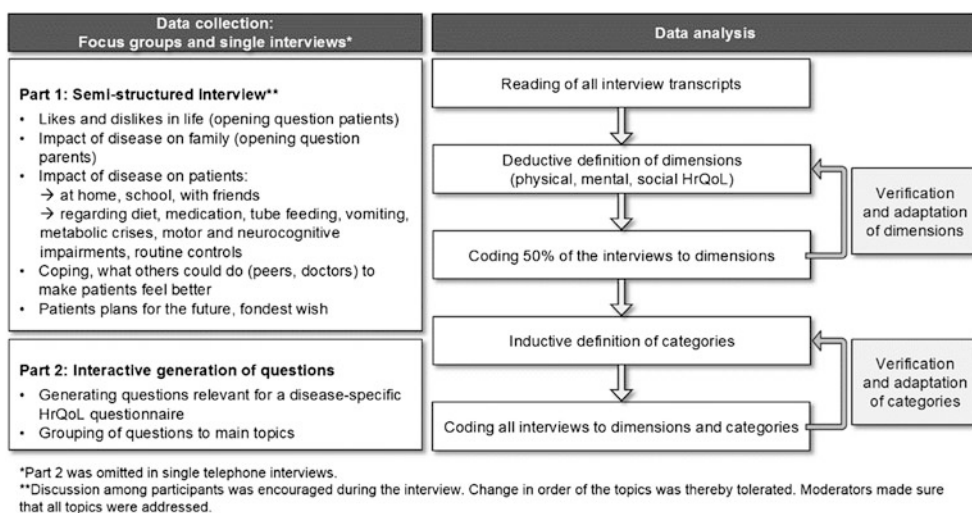 Data collection:
Focus groups and single interviews*
Part 1: Semi-structured Interview**
• Likes and dislikes in life (opening question patients)
• Impact of disease on family (opening question
parents)
• Impact of disease on patients:
→ at home, school, with friends
→ regarding diet, medication, tube feeding, vomiting,
metabolic crises, motor and neurocognitive
impairments, routine controls
• Coping, what others could do (peers, doctors) to
make patients feel better
• Patients plans for the future, fondest wish
Part 2: Interactive generation of questions
• Generating questions relevant for a disease-specific
HrQoL questionnaire
• Grouping of questions to main topics
Data analysis
Reading of all interview transcripts
Deductive definition of dimensions
(physical, mental, social HrQoL)
Coding 50% of the interviews to dimensions
Verification
and adaptation
of dimensions
Inductive definition of categories
Coding all interviews to dimensions and categories
Verification
and adaptation
of categories
*Part 2 was omitted in single telephone interviews.
**Discussion among participants was encouraged during the interview. Change in order of the topics was thereby tolerated. Moderators made sure
that all topics were addressed.